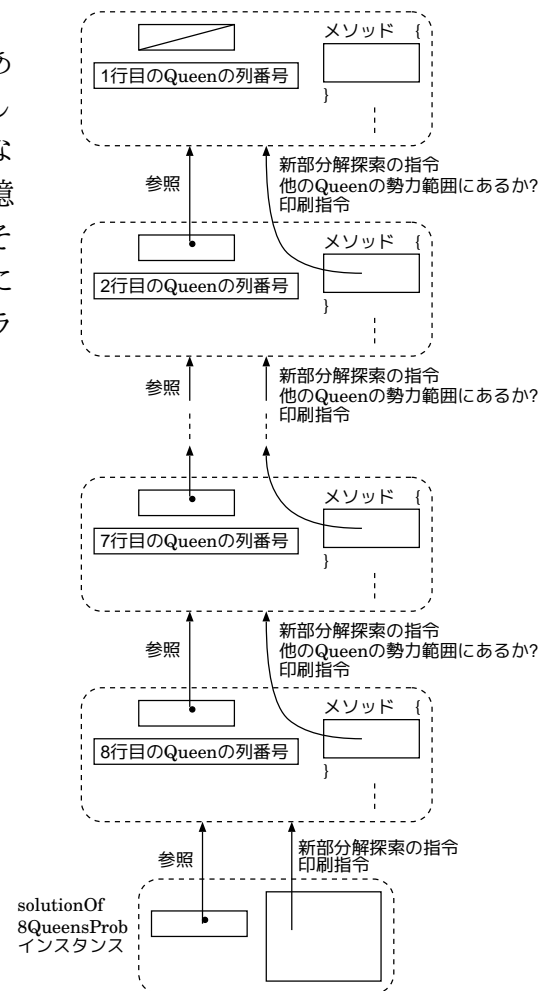 あ
ン
な
憶
そ
に
ラ
メソッド {
1行目のQueenの列番号
}
参照
新部分解探索の指令
他のQueenの勢力範囲にあるか?
印刷指令
メソッド {
2行目のQueenの列番号
}
参照
新部分解探索の指令
他のQueenの勢力範囲にあるか?
印刷指令
メソッド {
7行目のQueenの列番号
}
参照
新部分解探索の指令
他のQueenの勢力範囲にあるか?
印刷指令
メソッド {
8行目のQueenの列番号
}
参照
新部分解探索の指令
印刷指令
solutionOf
8QueensProb
インスタンス